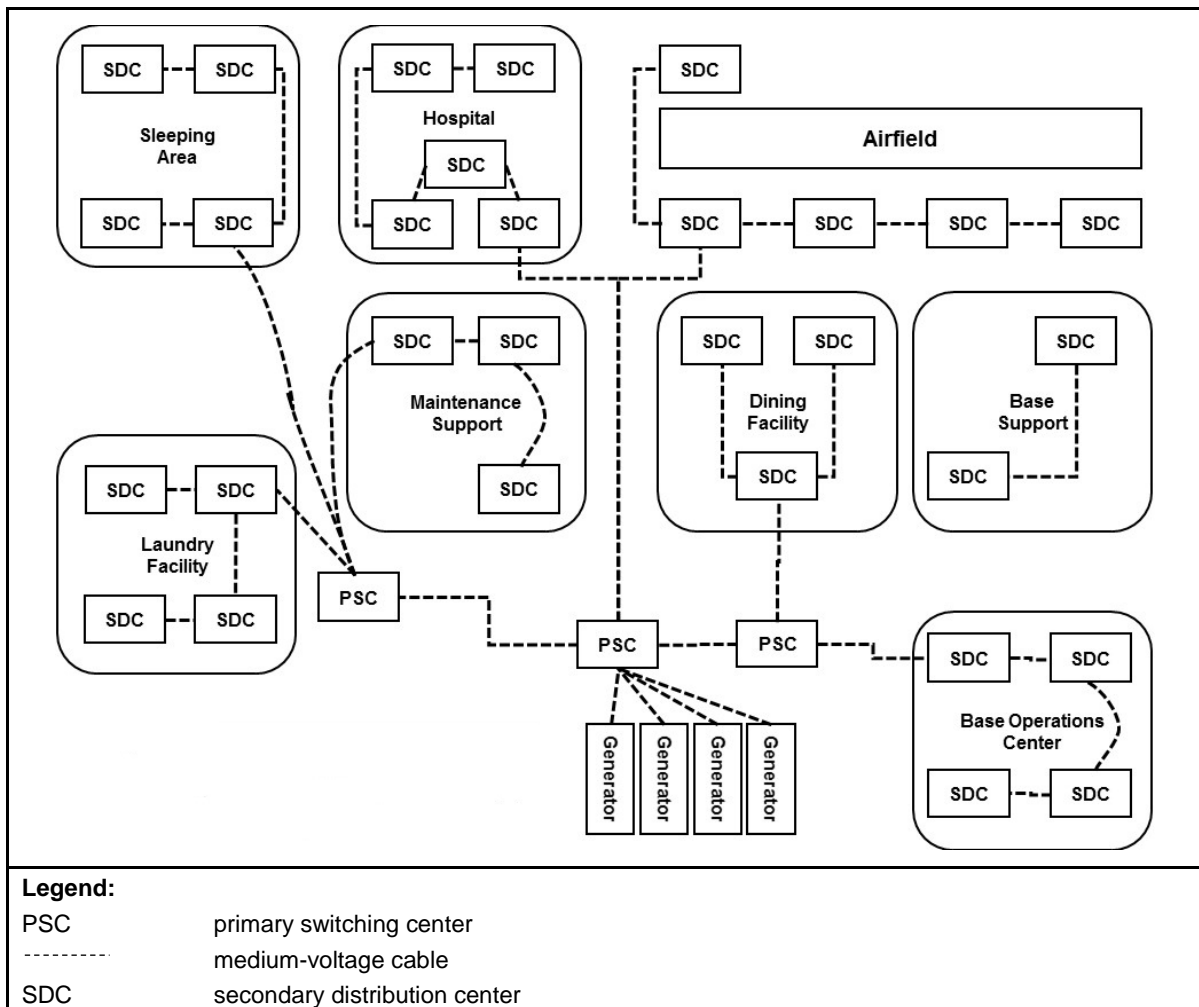 SDC SDC
Sleeping
Area
SDC SDC
SDC SDC
Hospital
SDC
SDC SDC
SDC
Airfield
SDC SDC SDC SDC
SDC SDC
Maintenance
Support
SDC
SDC SDC
Dining
Facility
SDC
SDC
Base
Support
SDC
SDC SDC
Laundry
Facility
SDC SDC
PSC
PSC
PSC
SDC SDC
Base Operations
Center
SDC SDC
Generator
Generator
Generator
Generator
Legend:
PSC primary switching center
medium-voltage cable
SDC secondary distribution center